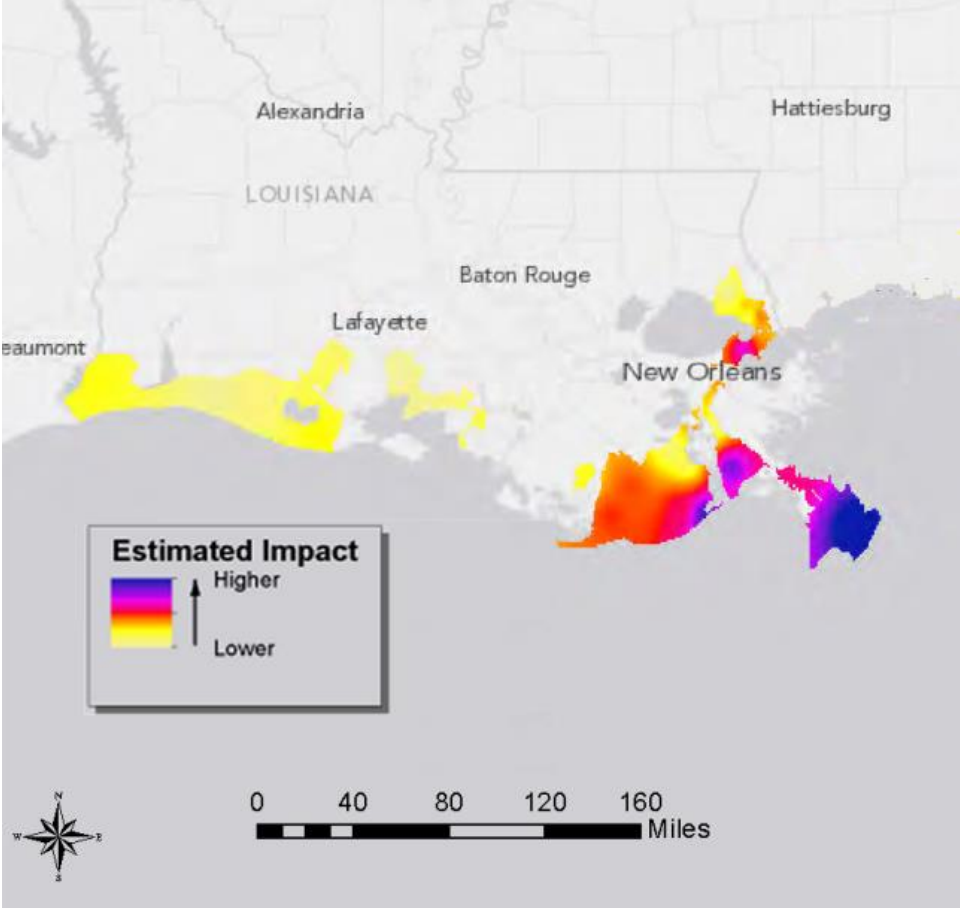 Alexandria
Hattiesburg
LOUISIANA
Baton Rouge
Lafayette
eaumont
New Orleans
Estimated Impact
Higher
Lower
0 40 80 120 160
Miles
N
W E
S